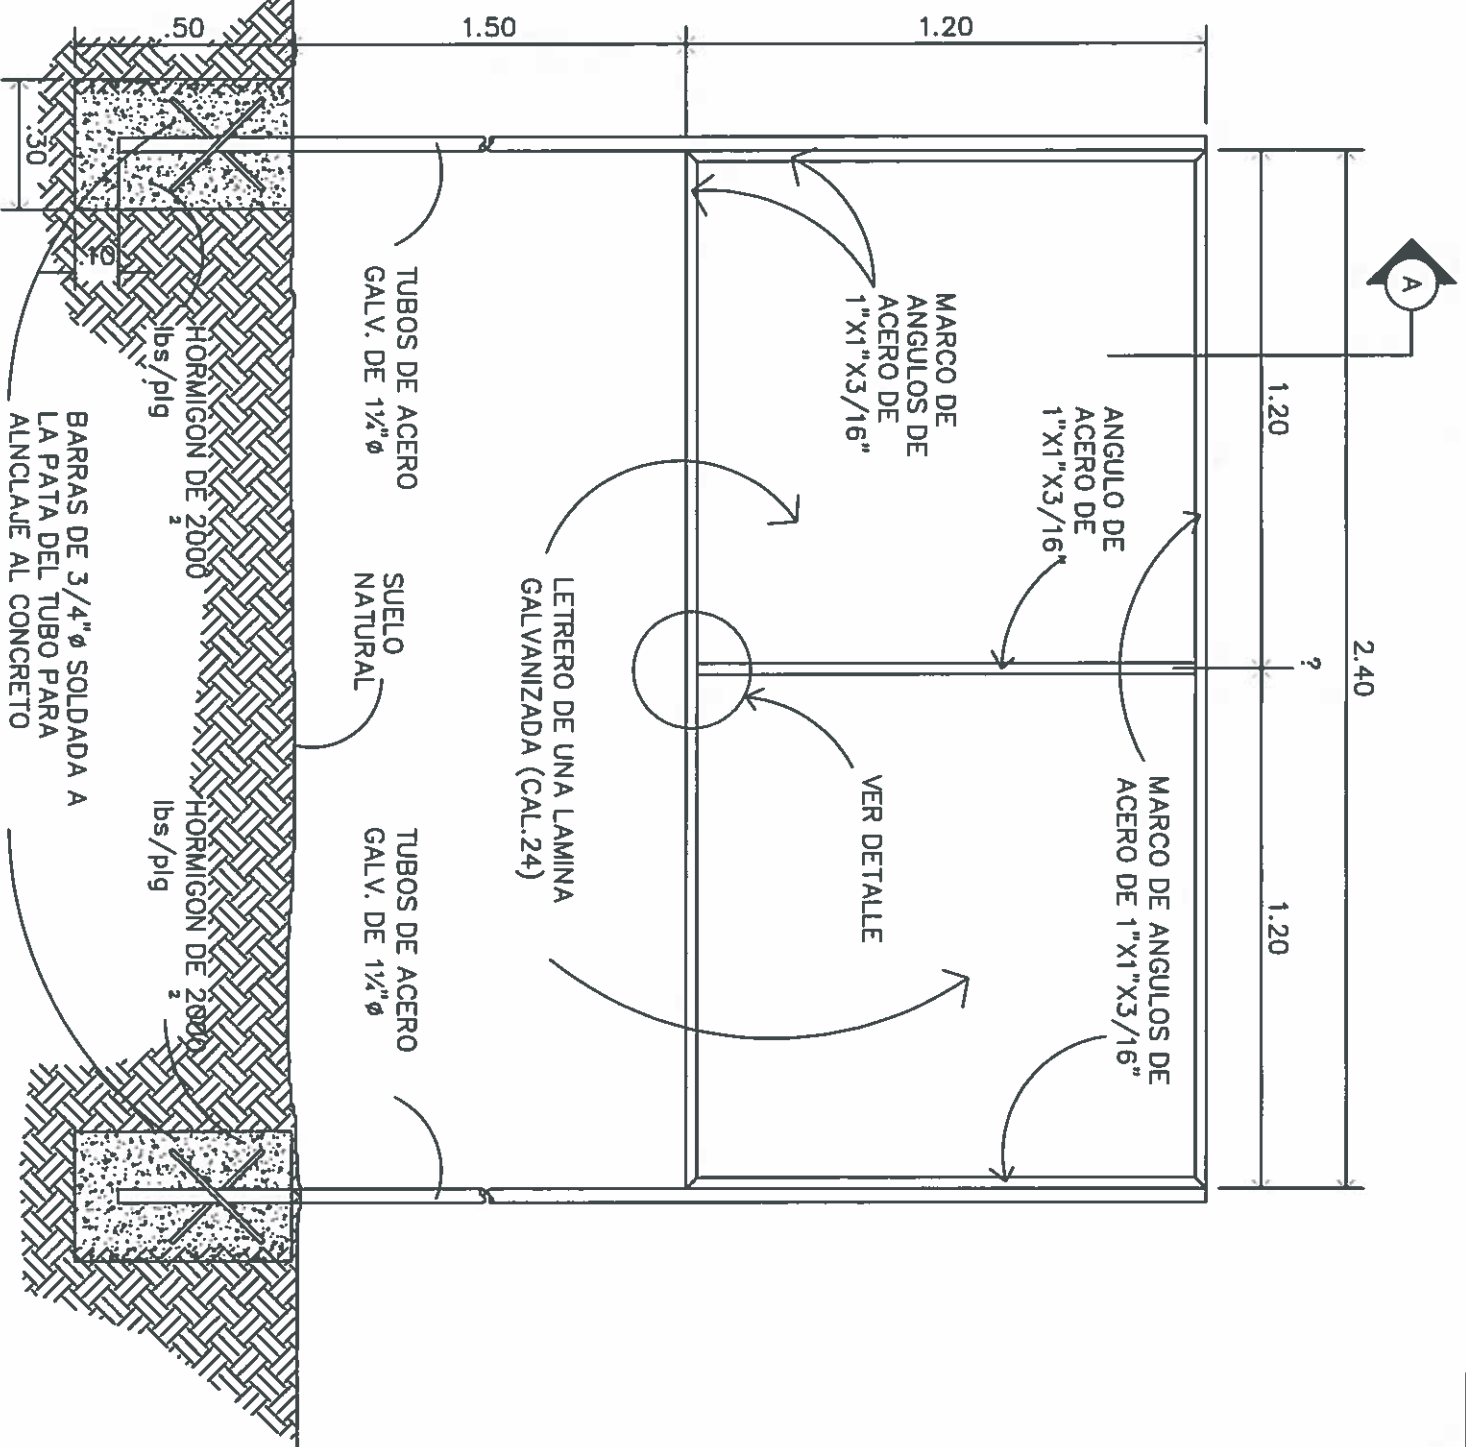 2.40
1.20
1.20
?
A
1.20
1.50
.50
.30
.10
MARCO DE ANGULOS DE
ACERO DE 1"X1"X3/16"
ANGULO DE
ACERO DE
1"X1"X3/16"
MARCO DE
ANGULOS DE
ACERO DE
1"X1"X3/16"
VER DETALLE
LETRERO DE UNA LAMINA
GALVANIZADA (CAL.24)
TUBOS DE ACERO
GALV. DE 1¼"ø
SUELO
NATURAL
TUBOS DE ACERO
GALV. DE 1¼"ø
HORMIGON DE 2000
lbs/plg
2
HORMIGON DE 2000
lbs/plg
2
BARRAS DE 3/4"ø SOLDADA A
LA PATA DEL TUBO PARA
ALNCLAJE AL CONCRETO